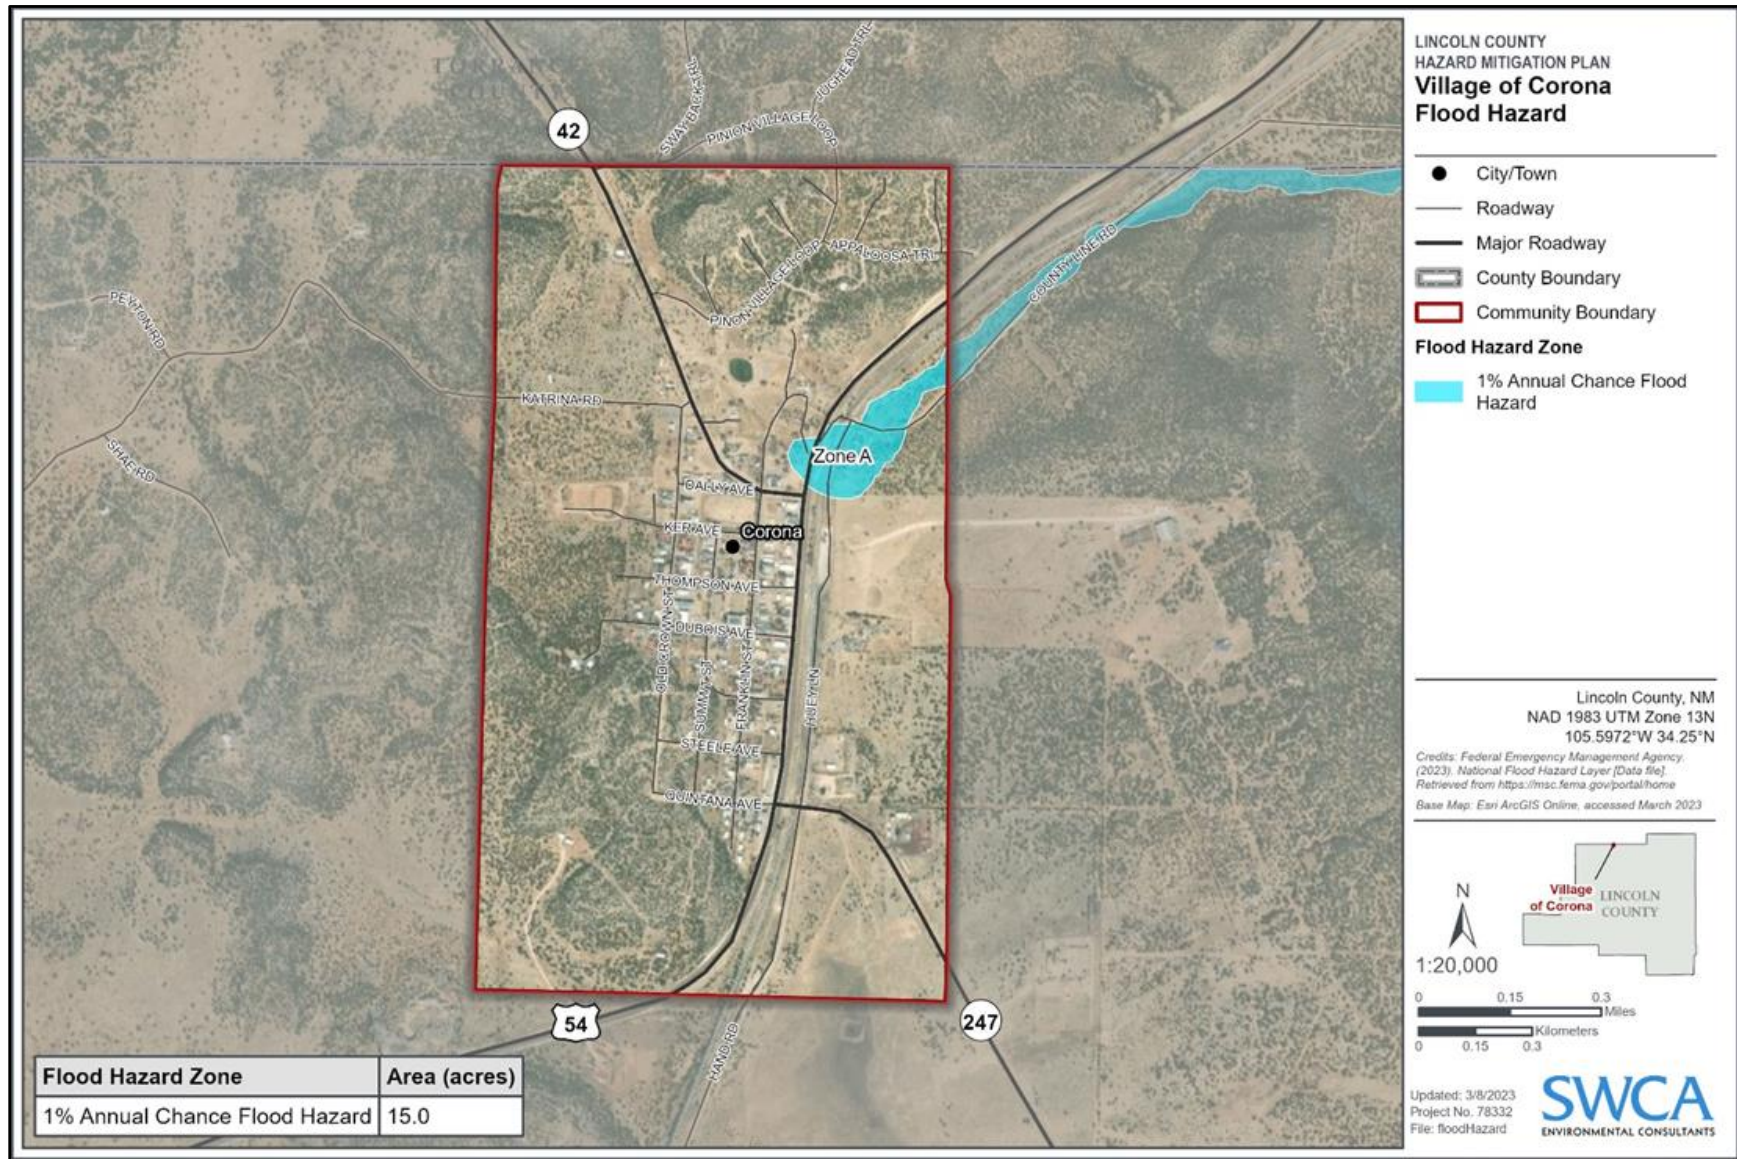 LINCOLN COUNTY
HAZARD MITIGATION PLAN
Village of Corona
Flood Hazard
City/Town
Roadway
Major Roadway
County Boundary
Community Boundary
Flood Hazard Zone
1% Annual Chance Flood
Hazard
Lincoln County, NM
NAD 1983 UTM Zone 13N
105.5972°W 34.25°N
Credits: Federal Emergency Management Agency.
(2023). National Flood Hazard Layer [Data file].
Retrieved from https://msc.fema.gov/portal/home
Base Map: Esri ArcGIS Online, accessed March 2023
Village
of Corona
LINCOLN
COUNTY
N
1:20,000
0 0.15 0.3
Miles
Kilometers
0 0.15 0.3
Updated: 3/8/2023
Project No. 78332
File: floodHazard
SWCA
ENVIRONMENTAL CONSULTANTS
42
SWAY BACK TRL
PINION VILLAGE LOOP
JUGHEAD TRL
PINON VILLAGE LOOP
APPALOOSA TRL
COUNTY LINE RD
PEYTON RD
KATRINA RD
SHAE RD
Zone A
DALLY AVE
KER AVE
Corona
THOMPSON AVE
DUBOIS AVE
OLD CROWN ST
SUMMIT ST
FRANKLIN ST
HUEY LN
STEELE AVE
QUINTANA AVE
54
247
HAND RD
Flood Hazard Zone Area (acres)
1% Annual Chance Flood Hazard 15.0